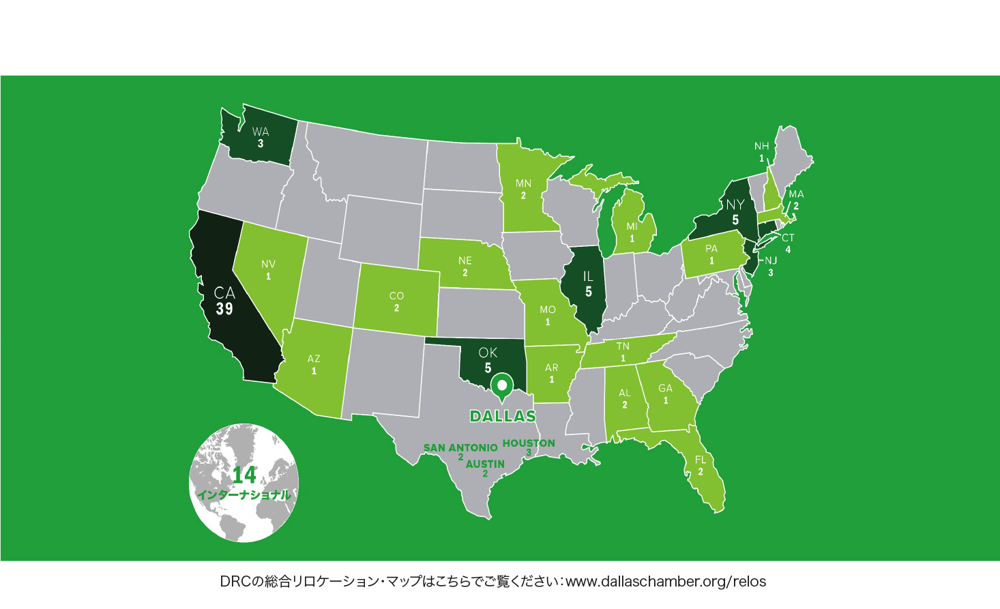 WA
3
NH
1
MN
2
MA
2
NY
5
MI
1
CT
4
PA
1
NJ
3
NE
2
NV
1
IL
5
CA
39
CO
2
MO
1
OK
5
TN
1
AZ
1
AR
1
AL
2
GA
1
DALLAS
HOUSTON
3
SAN ANTONIO
2
AUSTIN
2
FL
2
14
インターナショナル
DRCの総合リロケーション・マップはこちらでご覧ください：www.dallaschamber.org/relos